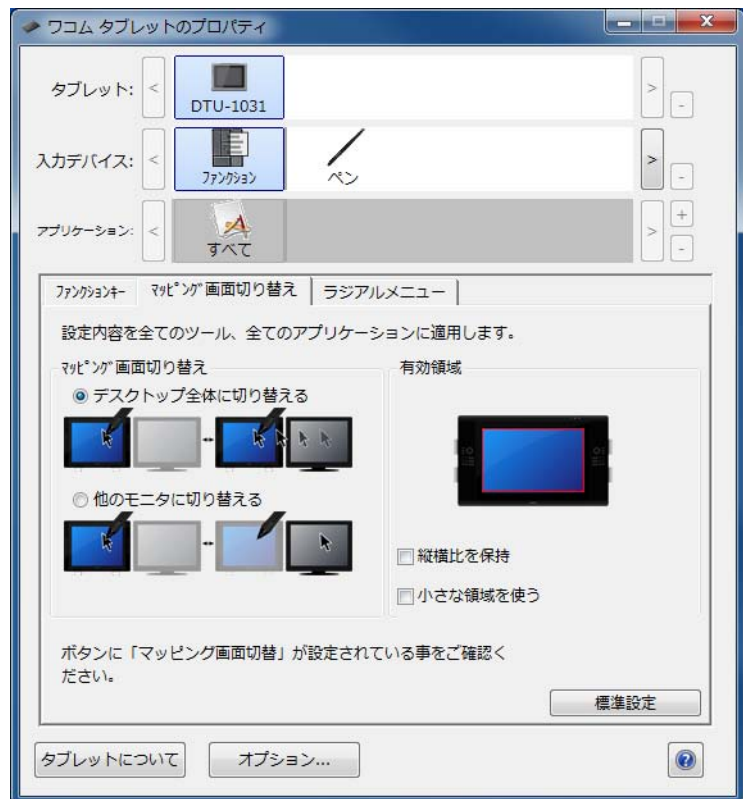 ワコム タブレットのプロパティ
タブレット:
DTU-1031
入力デバイス:
ﾌｧﾝｸｼｮﾝ
ペン
アプリケーション:
すべて
ﾌｧﾝｸｼｮﾝｷｰ
ﾏｯﾋﾟﾝｸﾞ画面切り替え
ラジアルメニュー
設定内容を全てのツール、全てのアプリケーションに適用します。
ﾏｯﾋﾟﾝｸﾞ画面切り替え
デスクトップ全体に切り替える
他のモニタに切り替える
有効領域
縦横比を保持
小さな領域を使う
ボタンに「マッピング画面切替」が設定されている事をご確認く
ださい。
標準設定
タブレットについて
オプション...